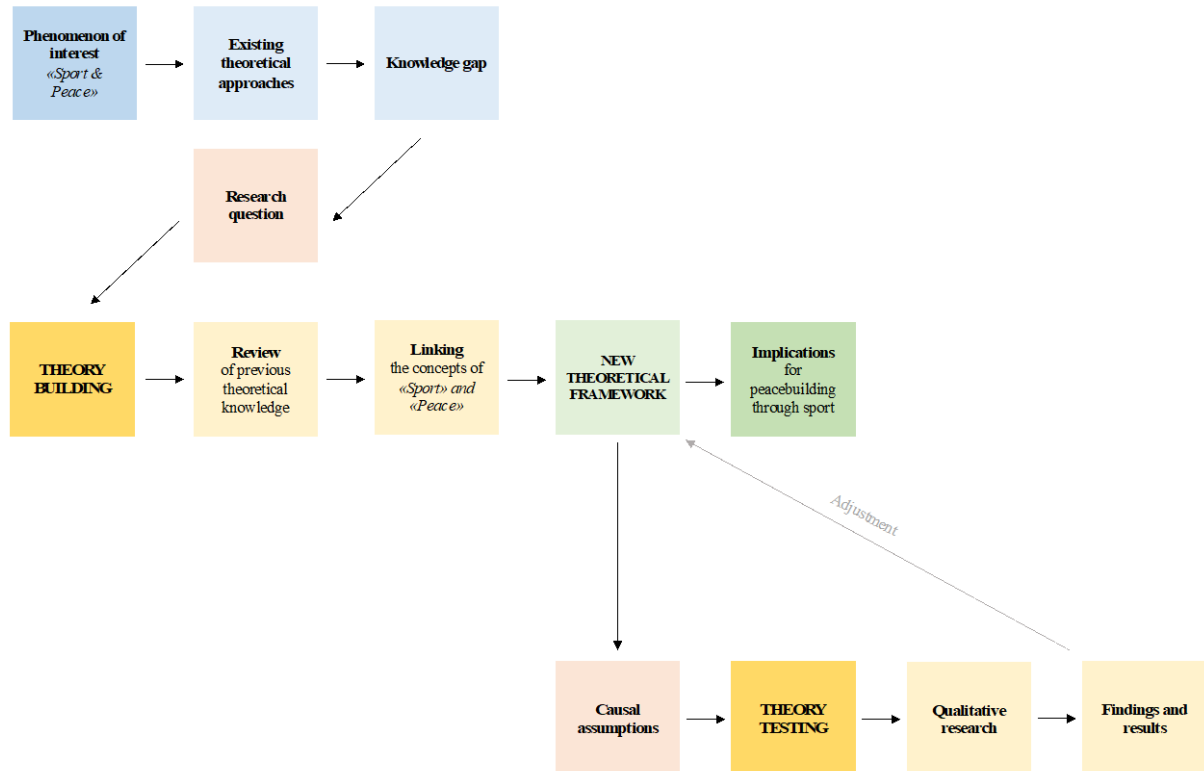 Phenomenon of
interest
«Sport &
Peace»
Existing
theoretical
approaches
Knowledge gap
Research
question
THEORY
BUILDING
Review
of previous
theoretical
knowledge
Linking
the concepts of
«Sport» and
«Peace»
NEW
THEORETICAL
FRAMEWORK
Implications
for
peacebuilding
through sport
Adjustment
Causal
assumptions
THEORY
TESTING
Qualitative
research
Findings and
results